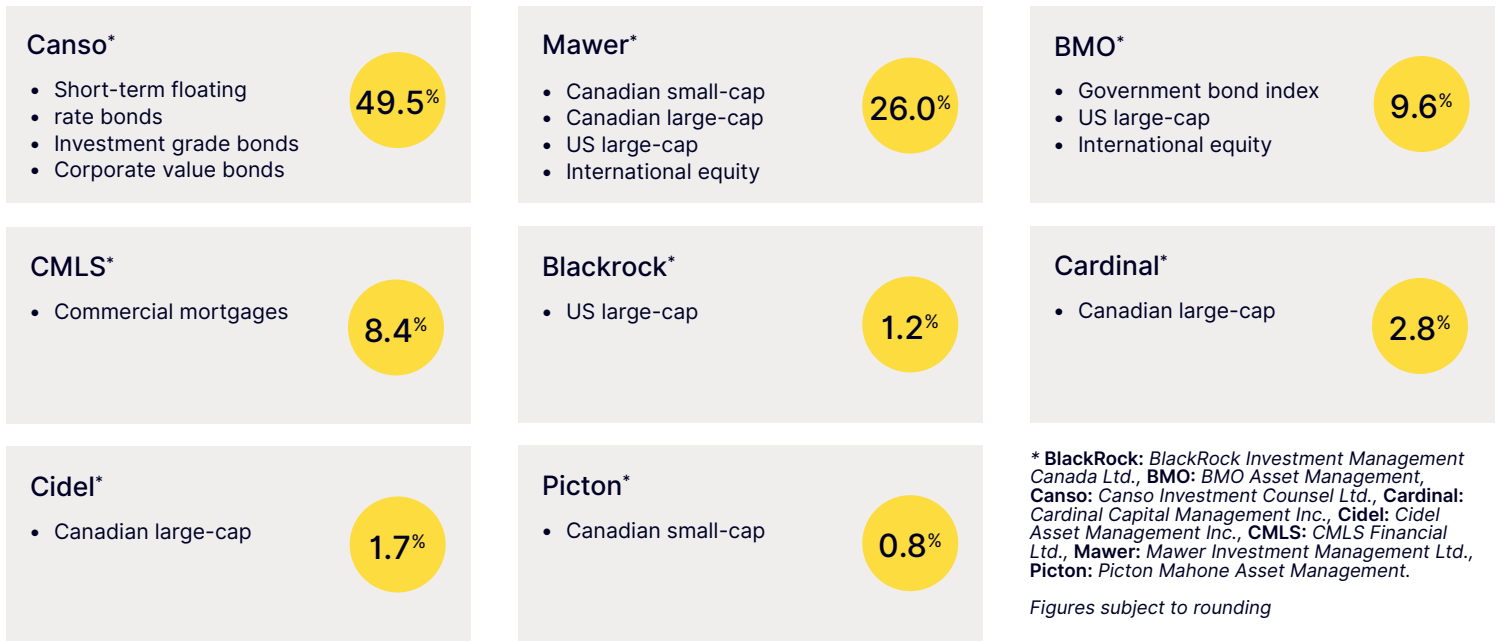 Canso*
• Short-term floating
• rate bonds
• Investment grade bonds
• Corporate value bonds
49.5%
Mawer*
• Canadian small-cap
• Canadian large-cap
• US large-cap
• International equity
26.0%
BMO*
• Government bond index
• US large-cap
• International equity
9.6%
CMLS*
• Commercial mortgages
8.4%
Blackrock*
• US large-cap
1.2%
Cardinal*
• Canadian large-cap
2.8%
Cidel*
• Canadian large-cap
1.7%
Picton*
• Canadian small-cap
0.8%
* BlackRock: BlackRock Investment Management
Canada Ltd., BMO: BMO Asset Management,
Canso: Canso Investment Counsel Ltd., Cardinal:
Cardinal Capital Management Inc., Cidel: Cidel
Asset Management Inc., CMLS: CMLS Financial
Ltd., Mawer: Mawer Investment Management Ltd.,
Picton: Picton Mahone Asset Management.
Figures subject to rounding